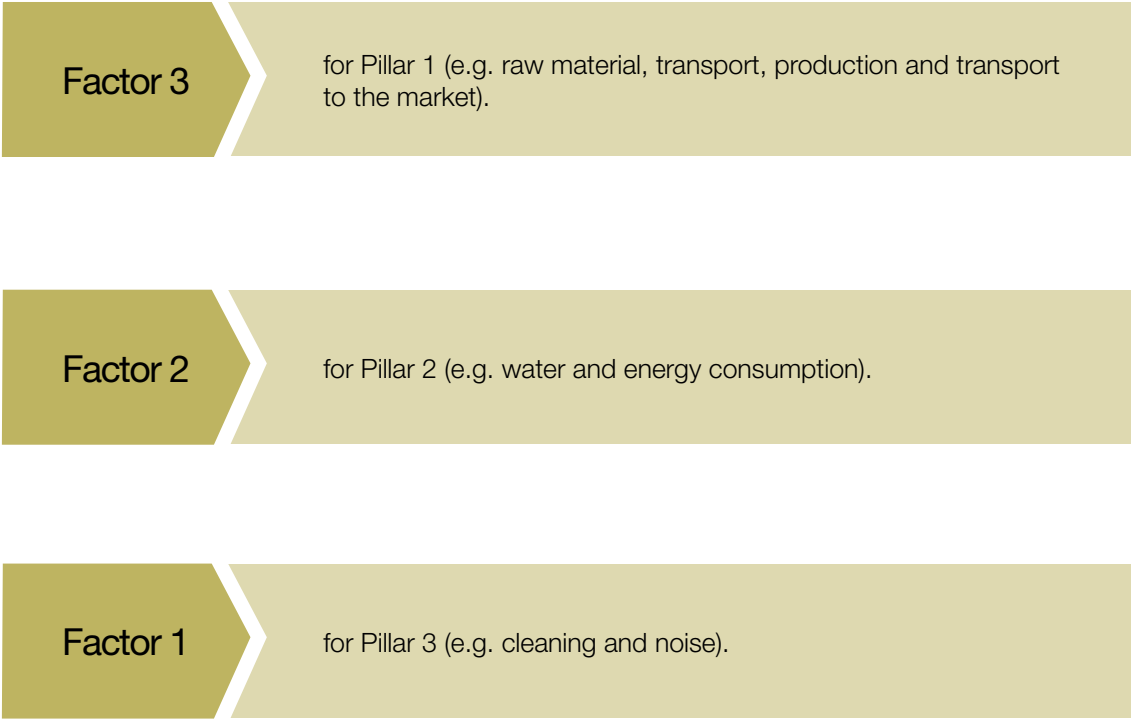 Factor 3
for Pillar 1 (e.g. raw material, transport, production and transport
to the market).
Factor 2
for Pillar 2 (e.g. water and energy consumption).
Factor 1
for Pillar 3 (e.g. cleaning and noise).